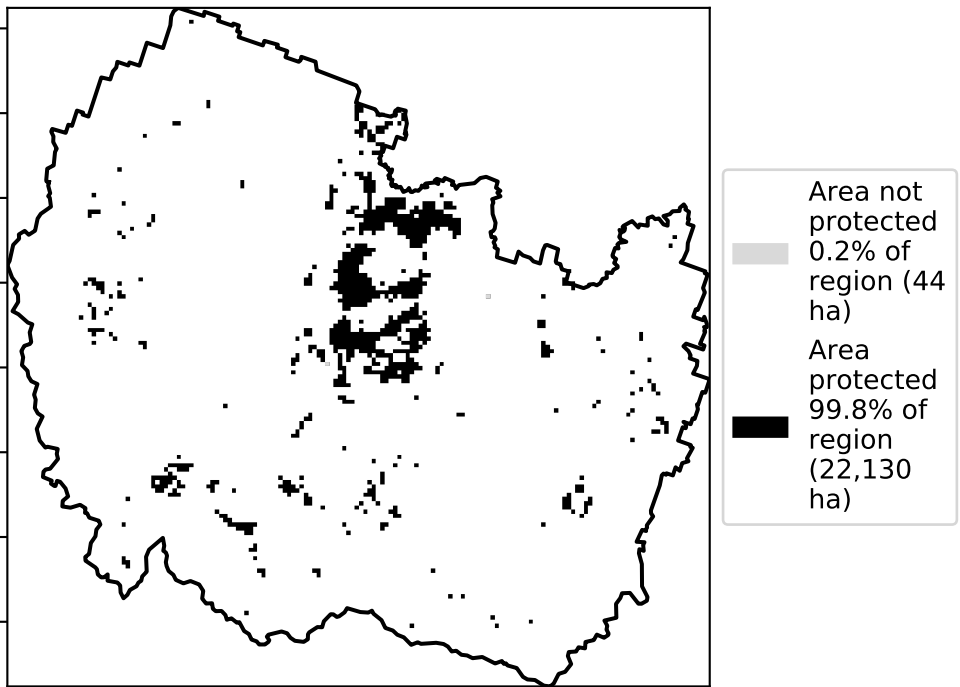 Area not
protected
0.2% of
region (44
ha)
Area
protected
99.8% of
region
(22,130
ha)